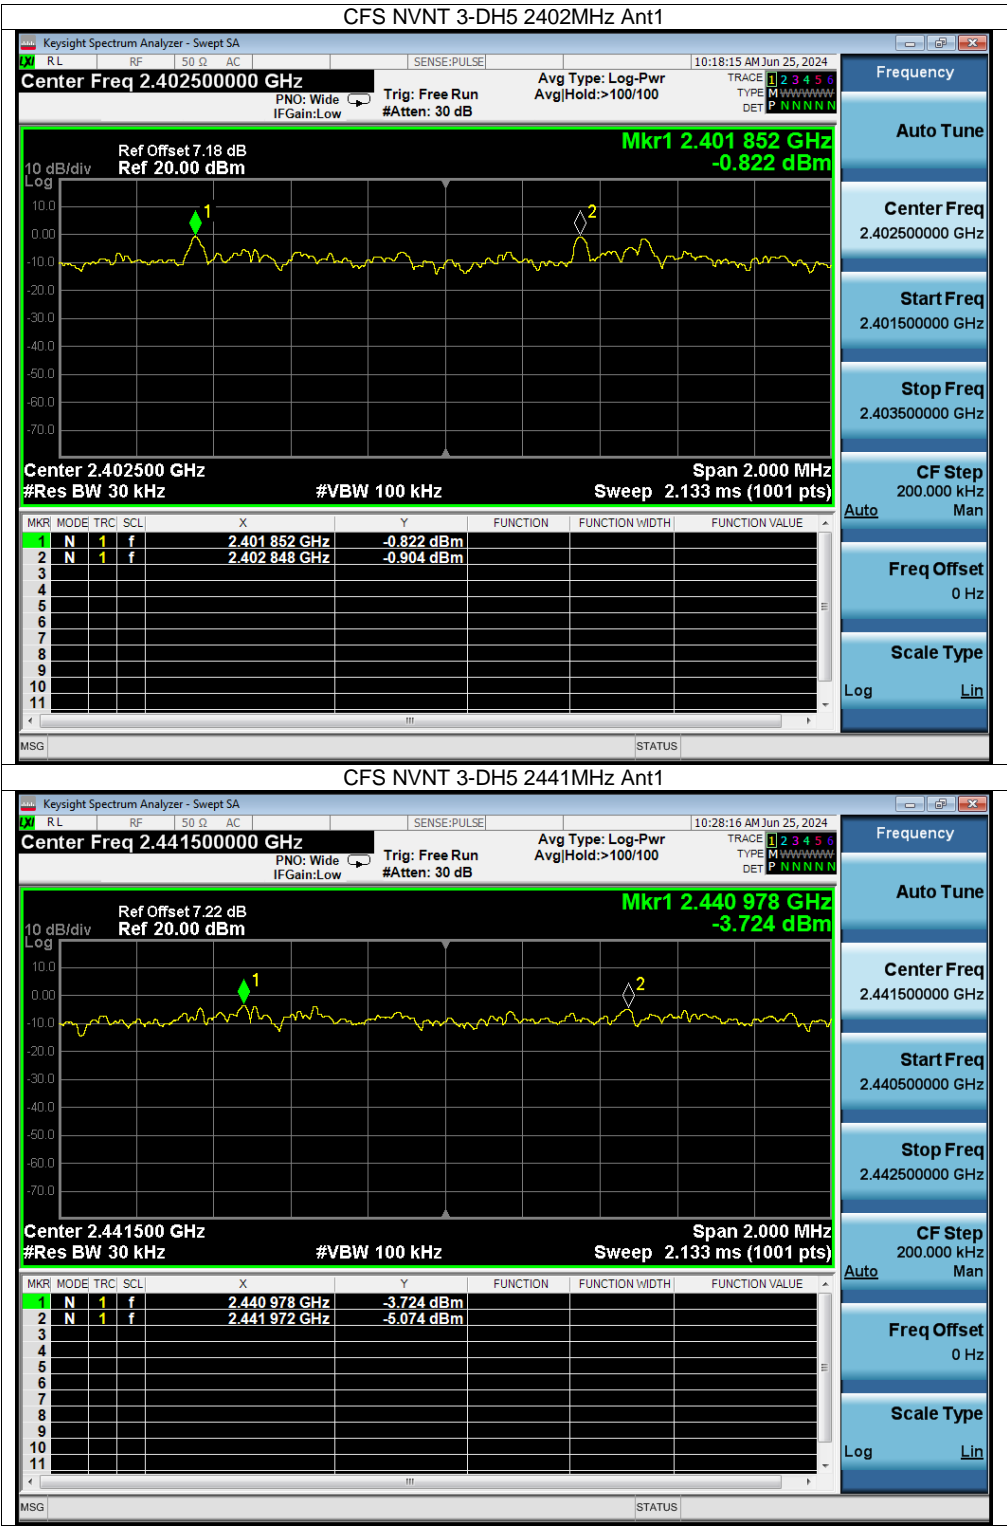 CFS NVNT 3-DH5 2402MHz Ant1
Keysight Spectrum Analyzer - Swept SA
LXI RL RF 50 Ω AC SENSE:PULSE 10:18:15 AM Jun 25, 2024
Center Freq 2.402500000 GHz
PNO: Wide
IFGain:Low
Trig: Free Run
#Atten: 30 dB
Avg Type: Log-Pwr
Avg|Hold:>100/100
TRACE 1 2 3 4 5 6
TYPE M WWWWW
DET P N N N N N
Mkr1 2.401 852 GHz
-0.822 dBm
Ref Offset 7.18 dB
10 dB/div Ref 20.00 dBm
Log
10.0
0.00
-10.0
-20.0
-30.0
-40.0
-50.0
-60.0
-70.0
1
2
Center 2.402500 GHz Span 2.000 MHz
#Res BW 30 kHz #VBW 100 kHz Sweep 2.133 ms (1001 pts)
MKR MODE TRC SCL X Y FUNCTION FUNCTION WIDTH FUNCTION VALUE
1 N 1 f 2.401 852 GHz -0.822 dBm
2 N 1 f 2.402 848 GHz -0.904 dBm
3
4
5
6
7
8
9
10
11
MSG STATUS
Frequency
Auto Tune
Center Freq
2.402500000 GHz
Start Freq
2.401500000 GHz
Stop Freq
2.403500000 GHz
CF Step
200.000 kHz
Auto Man
Freq Offset
0 Hz
Scale Type
Log Lin
CFS NVNT 3-DH5 2441MHz Ant1
Keysight Spectrum Analyzer - Swept SA
LXI RL RF 50 Ω AC SENSE:PULSE 10:28:16 AM Jun 25, 2024
Center Freq 2.441500000 GHz
PNO: Wide
IFGain:Low
Trig: Free Run
#Atten: 30 dB
Avg Type: Log-Pwr
Avg|Hold:>100/100
TRACE 1 2 3 4 5 6
TYPE M WWWWW
DET P N N N N N
Mkr1 2.440 978 GHz
-3.724 dBm
Ref Offset 7.22 dB
10 dB/div Ref 20.00 dBm
Log
10.0
0.00
-10.0
-20.0
-30.0
-40.0
-50.0
-60.0
-70.0
1
2
Center 2.441500 GHz Span 2.000 MHz
#Res BW 30 kHz #VBW 100 kHz Sweep 2.133 ms (1001 pts)
MKR MODE TRC SCL X Y FUNCTION FUNCTION WIDTH FUNCTION VALUE
1 N 1 f 2.440 978 GHz -3.724 dBm
2 N 1 f 2.441 972 GHz -5.074 dBm
3
4
5
6
7
8
9
10
11
MSG STATUS
Frequency
Auto Tune
Center Freq
2.441500000 GHz
Start Freq
2.440500000 GHz
Stop Freq
2.442500000 GHz
CF Step
200.000 kHz
Auto Man
Freq Offset
0 Hz
Scale Type
Log Lin